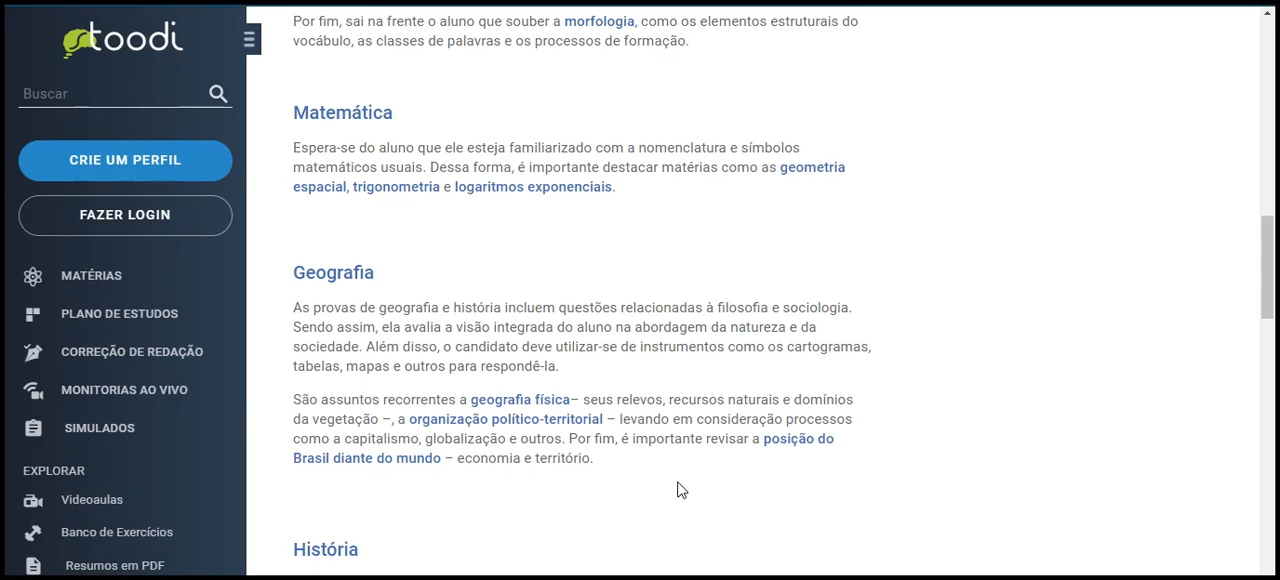 stoodi
Buscar
CRIE UM PERFIL
FAZER LOGIN
MATÉRIAS
PLANO DE ESTUDOS
CORREÇÃO DE REDAÇÃO
MONITORIAS AO VIVO
SIMULADOS
EXPLORAR
Videoaulas
Banco de Exercícios
Resumos em PDF
Por fim, sai na frente o aluno que souber a morfologia, como os elementos estruturais do
vocábulo, as classes de palavras e os processos de formação.
Matemática
Espera-se do aluno que ele esteja familiarizado com a nomenclatura e símbolos
matemáticos usuais. Dessa forma, é importante destacar matérias como as geometria
espacial, trigonometria e logaritmos exponenciais.
Geografia
As provas de geografia e história incluem questões relacionadas à filosofia e sociologia.
Sendo assim, ela avalia a visão integrada do aluno na abordagem da natureza e da
sociedade. Além disso, o candidato deve utilizar-se de instrumentos como os cartogramas,
tabelas, mapas e outros para respondê-la.
São assuntos recorrentes a geografia física– seus relevos, recursos naturais e domínios
da vegetação –, a organização político-territorial – levando em consideração processos
como a capitalismo, globalização e outros. Por fim, é importante revisar a posição do
Brasil diante do mundo – economia e território.
História